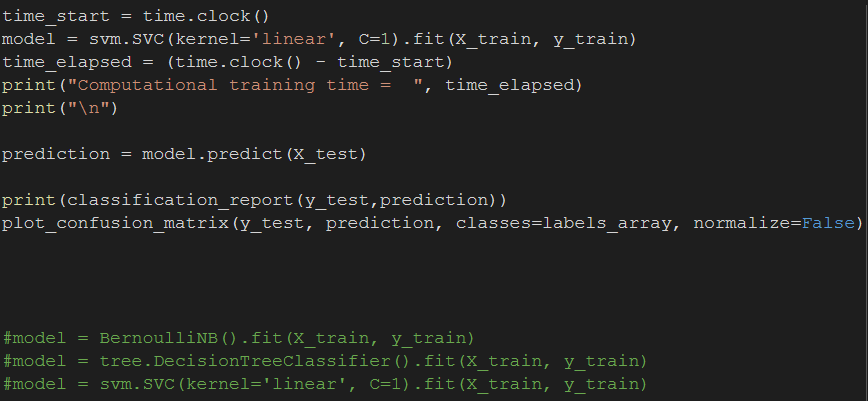 time_start = time.clock()
model = svm.SVC(kernel='linear', C=1).fit(X_train, y_train)
time_elapsed = (time.clock() - time_start)
print("Computational training time =  ", time_elapsed)
print("\n")
prediction = model.predict(X_test)
print(classification_report(y_test,prediction))
plot_confusion_matrix(y_test, prediction, classes=labels_array, normalize=False)
#model = BernoulliNB().fit(X_train, y_train)
#model = tree.DecisionTreeClassifier().fit(X_train, y_train)
#model = svm.SVC(kernel='linear', C=1).fit(X_train, y_train)